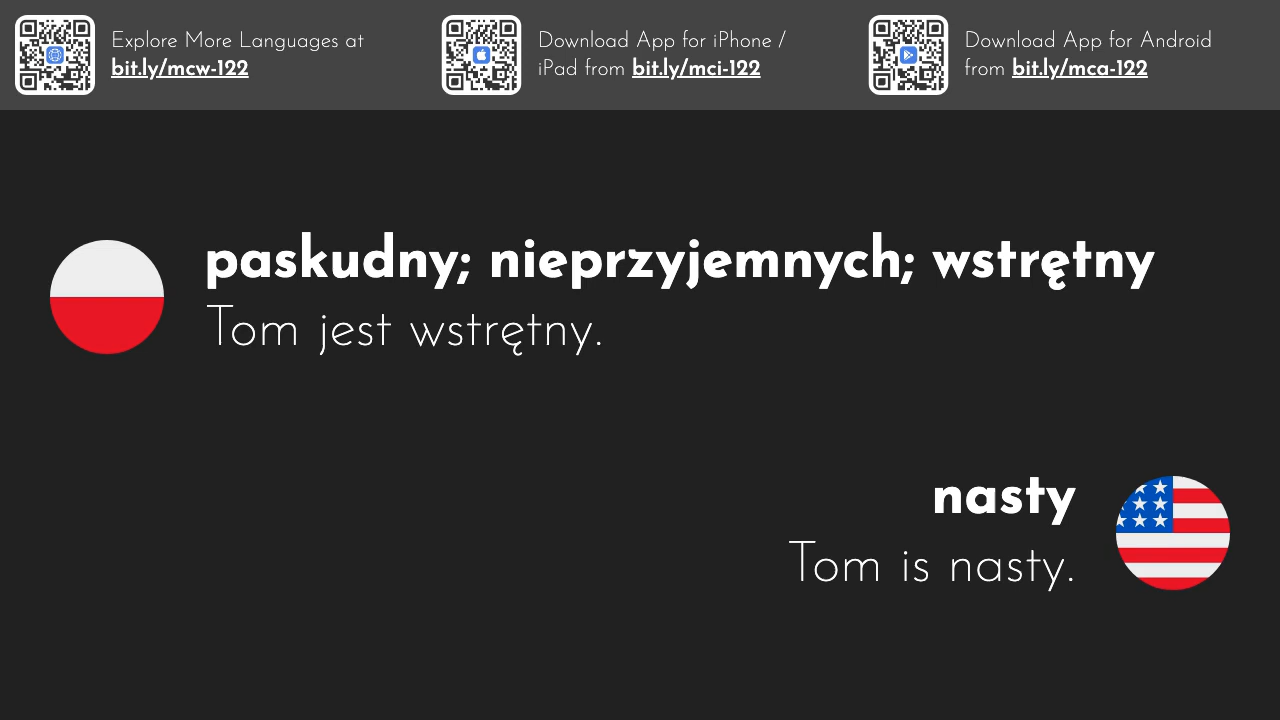 Explore More Languages at
bit.ly/mcw-122
Download App for iPhone /
iPad from bit.ly/mci-122
Download App for Android
from bit.ly/mca-122
paskudny; nieprzyjemnych; wstrętny
Tom jest wstrętny.
nasty
Tom is nasty.